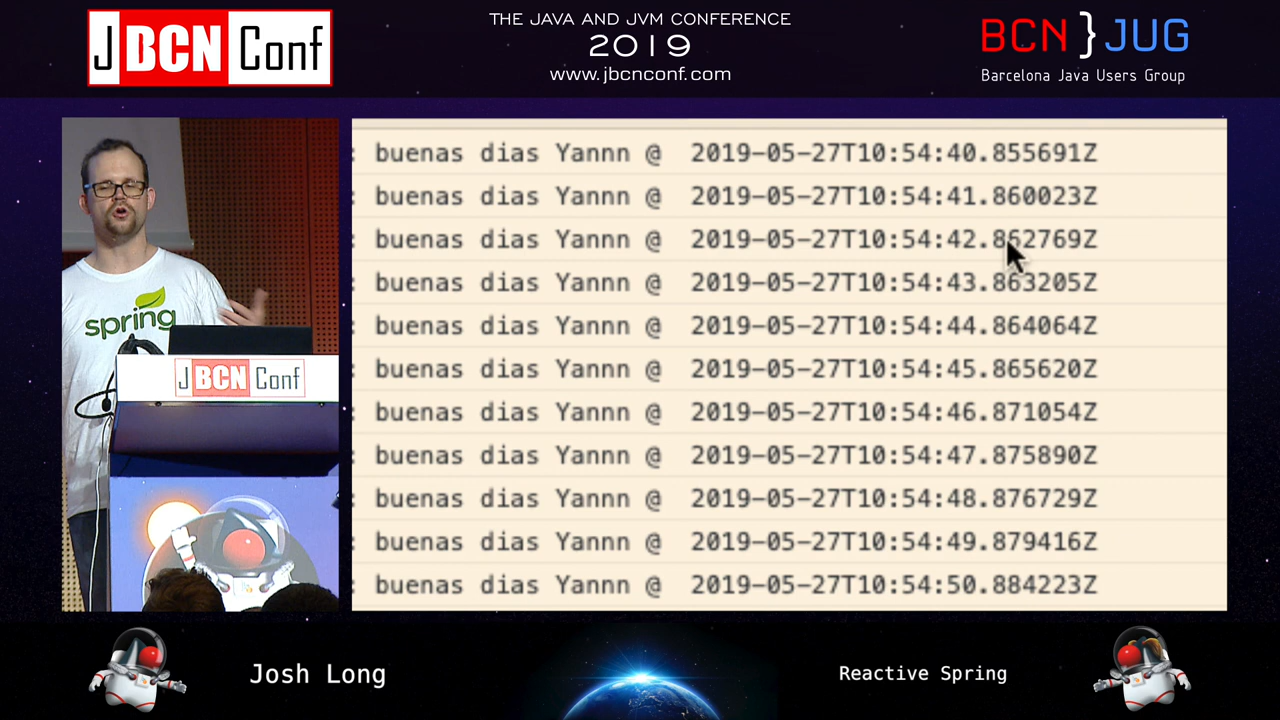 J BCN Conf
THE JAVA AND JVM CONFERENCE
2019
www.jbcnconf.com
BCN } JUG
Barcelona Java Users Group
: buenas dias Yannn @ 2019-05-27T10:54:40.855691Z
: buenas dias Yannn @ 2019-05-27T10:54:41.860023Z
: buenas dias Yannn @ 2019-05-27T10:54:42.862769Z
: buenas dias Yannn @ 2019-05-27T10:54:43.863205Z
: buenas dias Yannn @ 2019-05-27T10:54:44.864064Z
: buenas dias Yannn @ 2019-05-27T10:54:45.865620Z
: buenas dias Yannn @ 2019-05-27T10:54:46.871054Z
: buenas dias Yannn @ 2019-05-27T10:54:47.875890Z
: buenas dias Yannn @ 2019-05-27T10:54:48.876729Z
: buenas dias Yannn @ 2019-05-27T10:54:49.879416Z
: buenas dias Yannn @ 2019-05-27T10:54:50.884223Z
spring
J BCN Conf
Josh Long
Reactive Spring